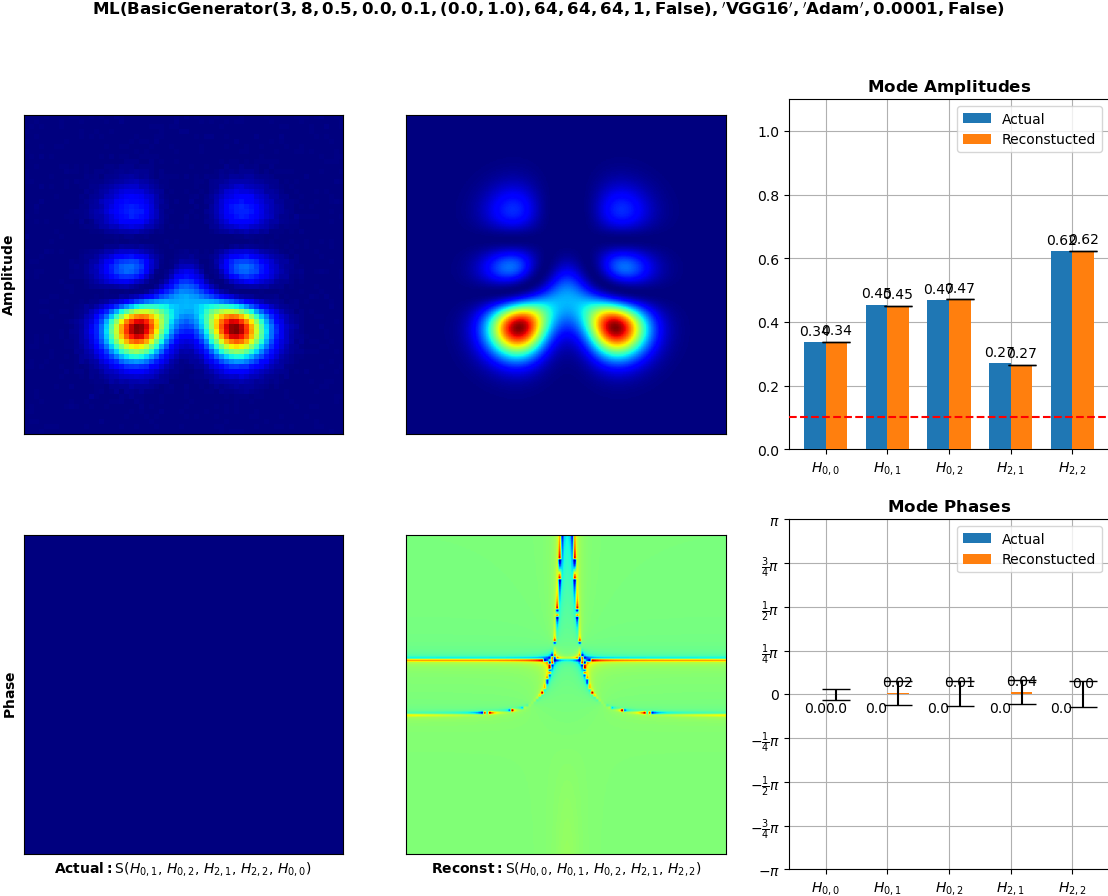 ML(BasicGenerator(3, 8, 0.5, 0.0, 0.1, (0.0, 1.0), 64, 64, 64, 1, False), ′VGG16′, ′Adam′, 0.0001, False)
Amplitude
Mode Amplitudes
Actual
Reconstucted
1.0
0.8
0.6
0.4
0.2
0.0
0.34 0.34
0.45 0.45
0.47 0.47
0.27 0.27
0.62 0.62
H0,0 H0,1 H0,2 H2,1 H2,2
Phase
Actual: S(H0,1, H0,2, H2,1, H2,2, H0,0)
Reconst: S(H0,0, H0,1, H0,2, H2,1, H2,2)
Mode Phases
Actual
Reconstucted
π
3/4π
1/2π
1/4π
0
−1/4π
−1/2π
−3/4π
−π
0.0 0.0
0.0 0.02
0.0 0.01
0.0 0.04
0.0 0.0
H0,0 H0,1 H0,2 H2,1 H2,2